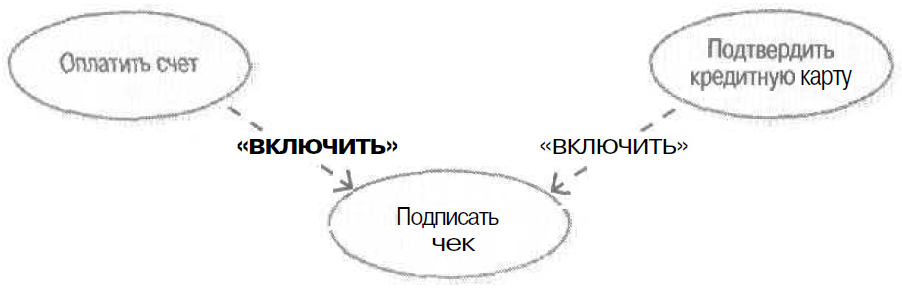 Оплатить счет
Подтвердить
кредитную карту
«ВКЛЮЧИТЬ»
«ВКЛЮЧИТЬ»
Подписать
чек